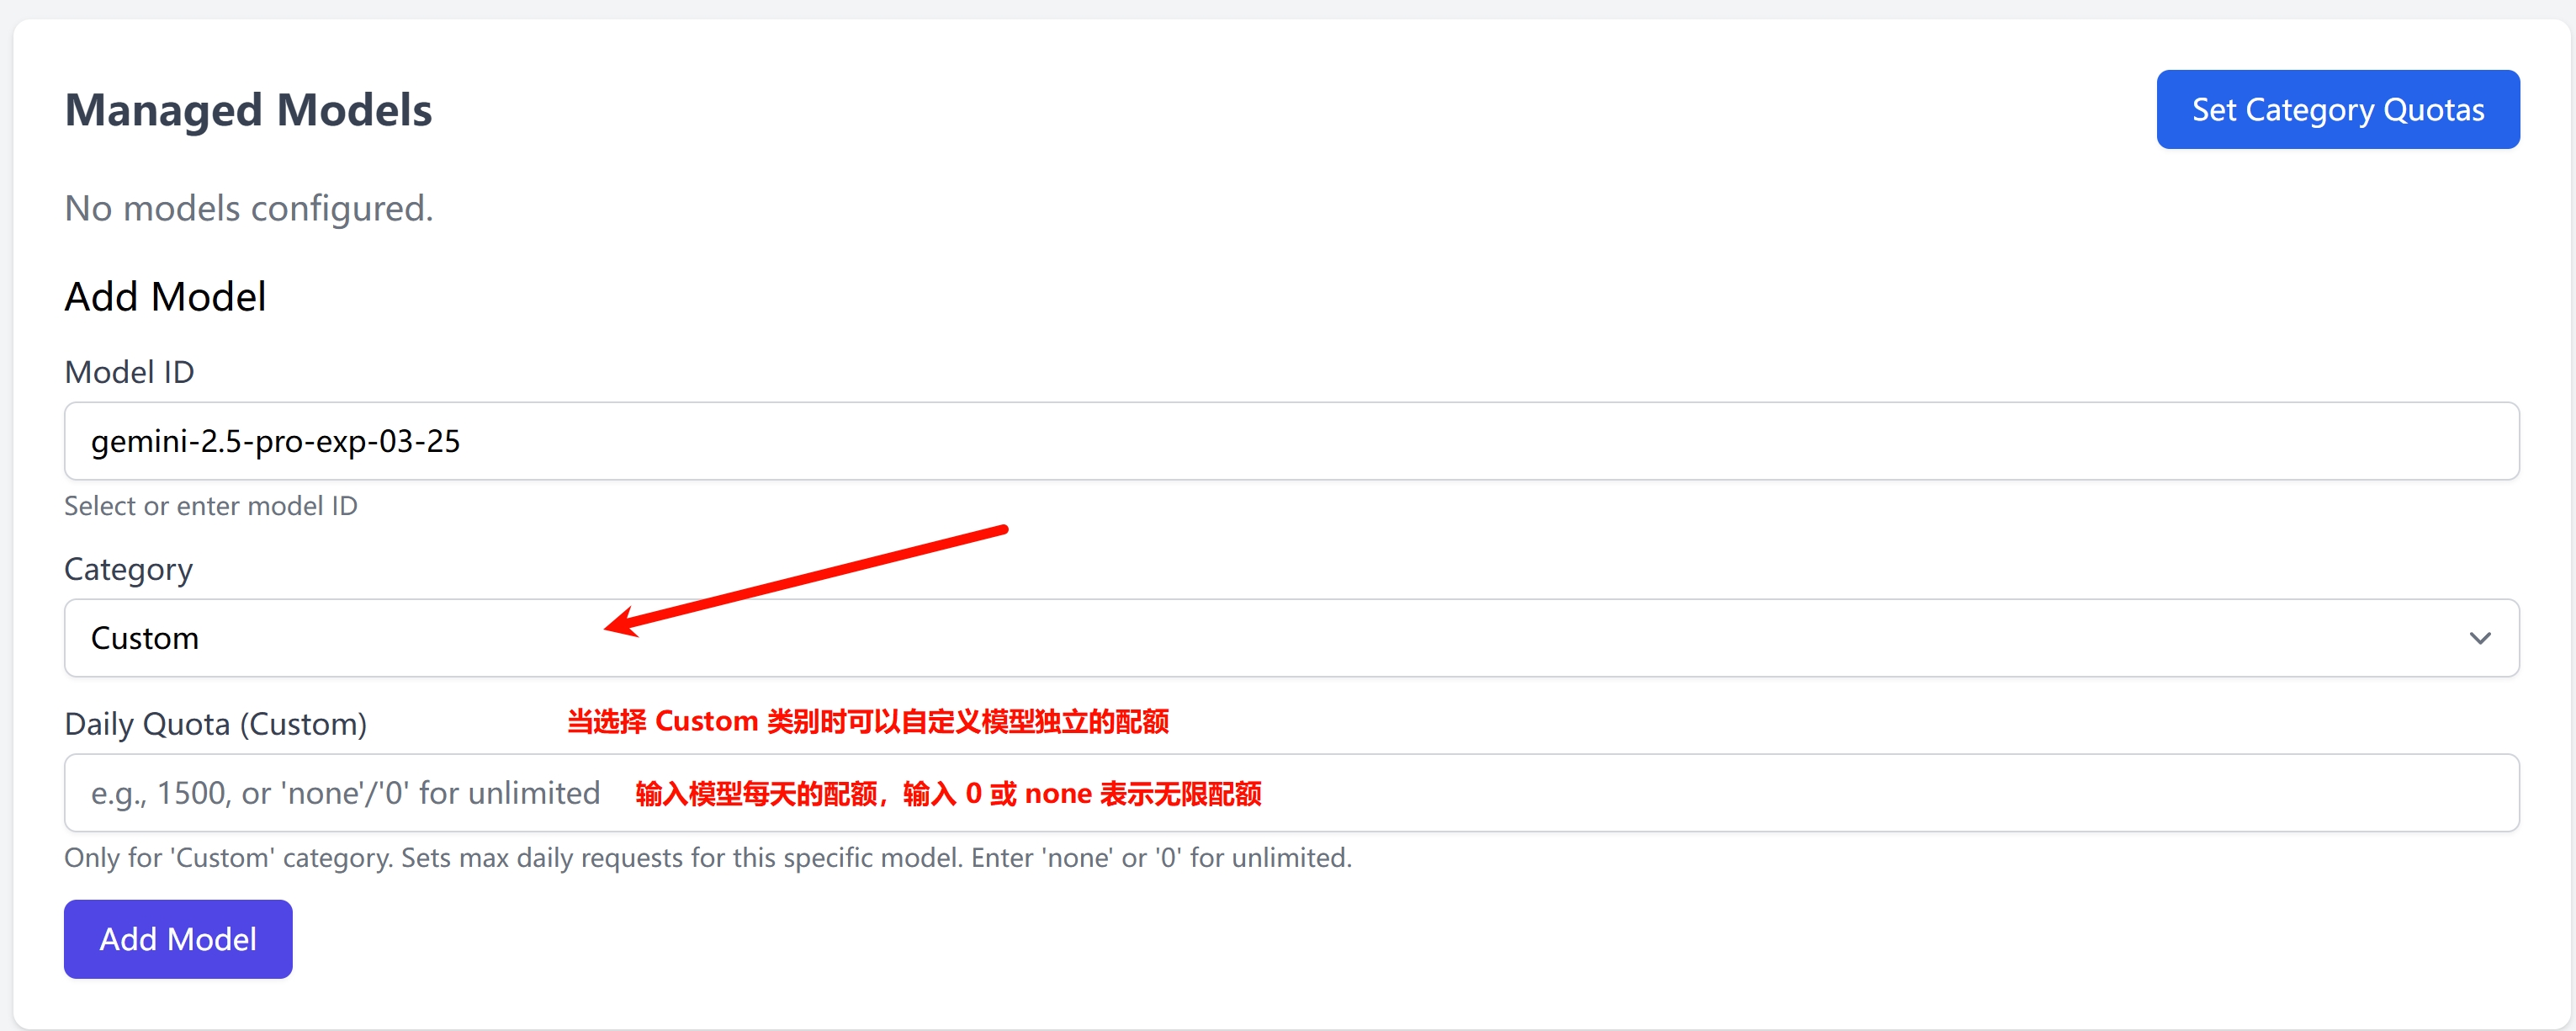 Managed Models
Set Category Quotas
No models configured.
Add Model
Model ID
gemini-2.5-pro-exp-03-25
Select or enter model ID
Category
Custom
Daily Quota (Custom)
当选择 Custom 类别时可以自定义模型独立的配额
e.g., 1500, or 'none'/'0' for unlimited
输入模型每天的配额，输入 0 或 none 表示无限配额
Only for 'Custom' category. Sets max daily requests for this specific model. Enter 'none' or '0' for unlimited.
Add Model